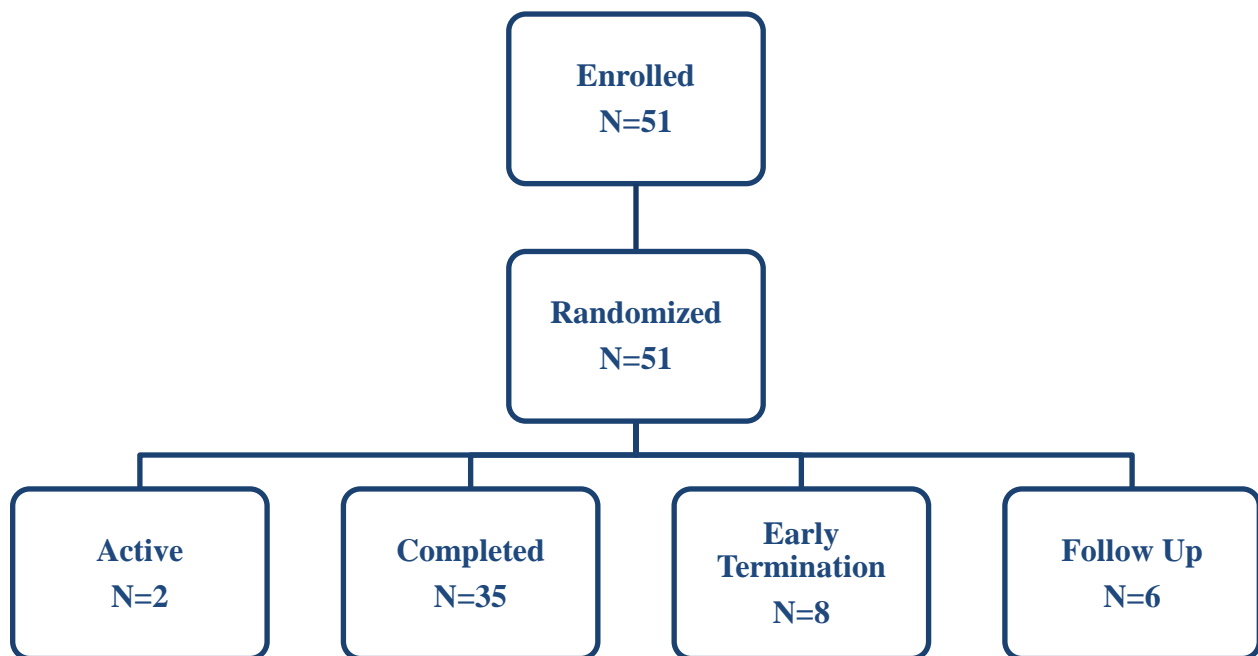 Enrolled
N=51
Randomized
N=51
Active
N=2
Completed
N=35
Early
Termination
N=8
Follow Up
N=6